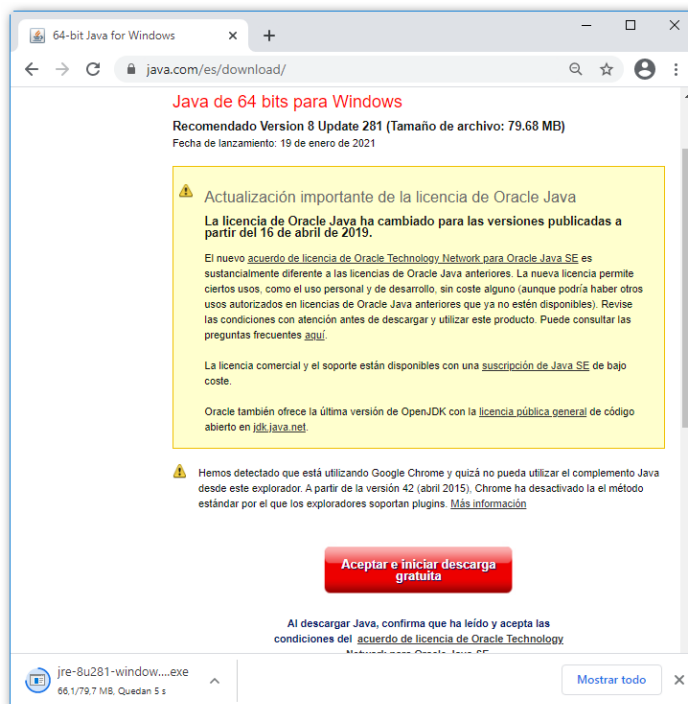 64-bit Java for Windows
java.com/es/download/
Java de 64 bits para Windows
Recomendado Version 8 Update 281 (Tamaño de archivo: 79.68 MB)
Fecha de lanzamiento: 19 de enero de 2021
Actualización importante de la licencia de Oracle Java
La licencia de Oracle Java ha cambiado para las versiones publicadas a
partir del 16 de abril de 2019.
El nuevo acuerdo de licencia de Oracle Technology Network para Oracle Java SE es
sustancialmente diferente a las licencias de Oracle Java anteriores. La nueva licencia permite
ciertos usos, como el uso personal y de desarrollo, sin coste alguno (aunque podría haber otros
usos autorizados en licencias de Oracle Java anteriores que ya no estén disponibles). Revise
las condiciones con atención antes de descargar y utilizar este producto. Puede consultar las
preguntas frecuentes aquí.
La licencia comercial y el soporte están disponibles con una suscripción de Java SE de bajo
coste.
Oracle también ofrece la última versión de OpenJDK con la licencia pública general de código
abierto en jdk.java.net.
Hemos detectado que está utilizando Google Chrome y quizá no pueda utilizar el complemento Java
desde este explorador. A partir de la versión 42 (abril 2015), Chrome ha desactivado la el método
estándar por el que los exploradores soportan plugins. Más información
Aceptar e iniciar descarga
gratuita
Al descargar Java, confirma que ha leído y acepta las
condiciones del acuerdo de licencia de Oracle Technology
Network para Oracle Java SE
jre-8u281-window....exe
66,1/79,7 MB, Quedan 5 s
Mostrar todo